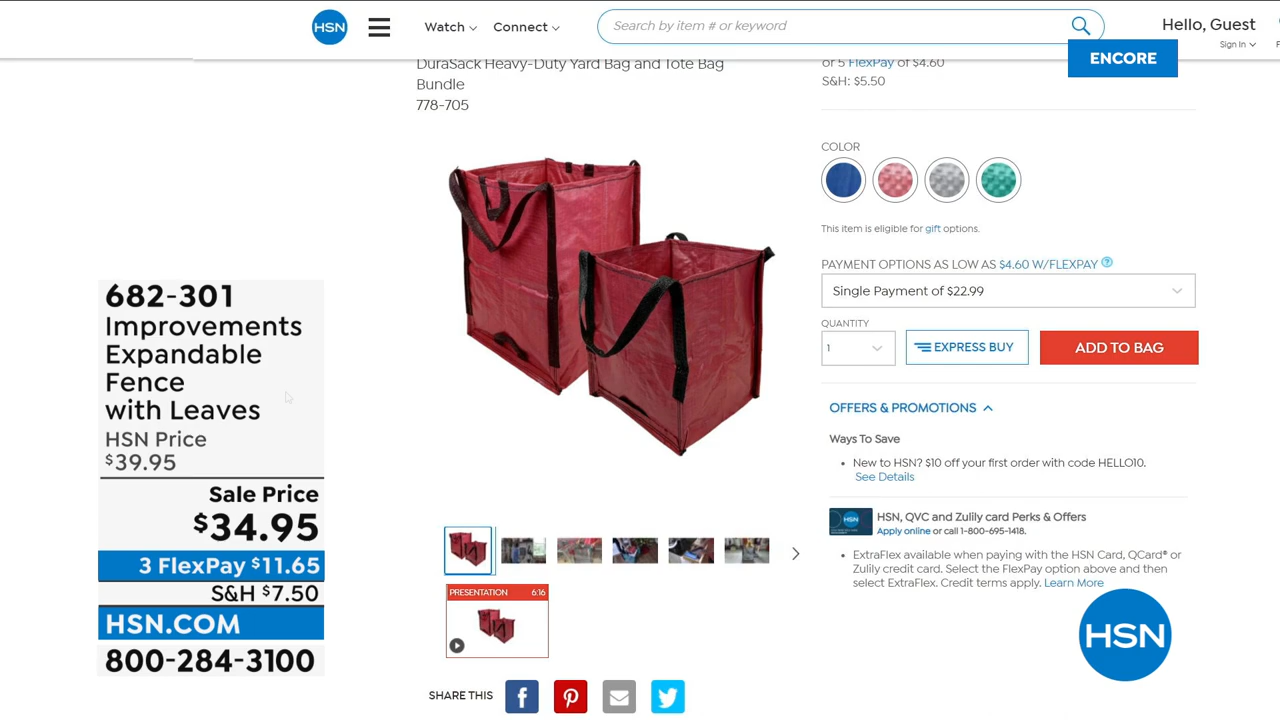 HSN
Watch
Connect
Search by item # or keyword
Hello, Guest
Sign In
ENCORE
DuraSack Heavy-Duty Yard Bag and Tote Bag
Bundle
778-705
or 5 FlexPay of $4.60
S&H: $5.50
COLOR
This item is eligible for gift options.
PAYMENT OPTIONS AS LOW AS $4.60 W/FLEXPAY ?
Single Payment of $22.99
QUANTITY
1
EXPRESS BUY
ADD TO BAG
OFFERS & PROMOTIONS
Ways To Save
• New to HSN? $10 off your first order with code HELLO10.
See Details
HSN
HSN, QVC and Zulily card Perks & Offers
Apply online or call 1-800-695-1418.
• ExtraFlex available when paying with the HSN Card, QCard® or
Zulily credit card. Select the FlexPay option above and then
select ExtraFlex. Credit terms apply. Learn More
682-301
Improvements
Expandable
Fence
with Leaves
HSN Price
$39.95
Sale Price
$34.95
3 FlexPay $11.65
S&H $7.50
HSN.COM
800-284-3100
PRESENTATION 6:16
SHARE THIS
HSN